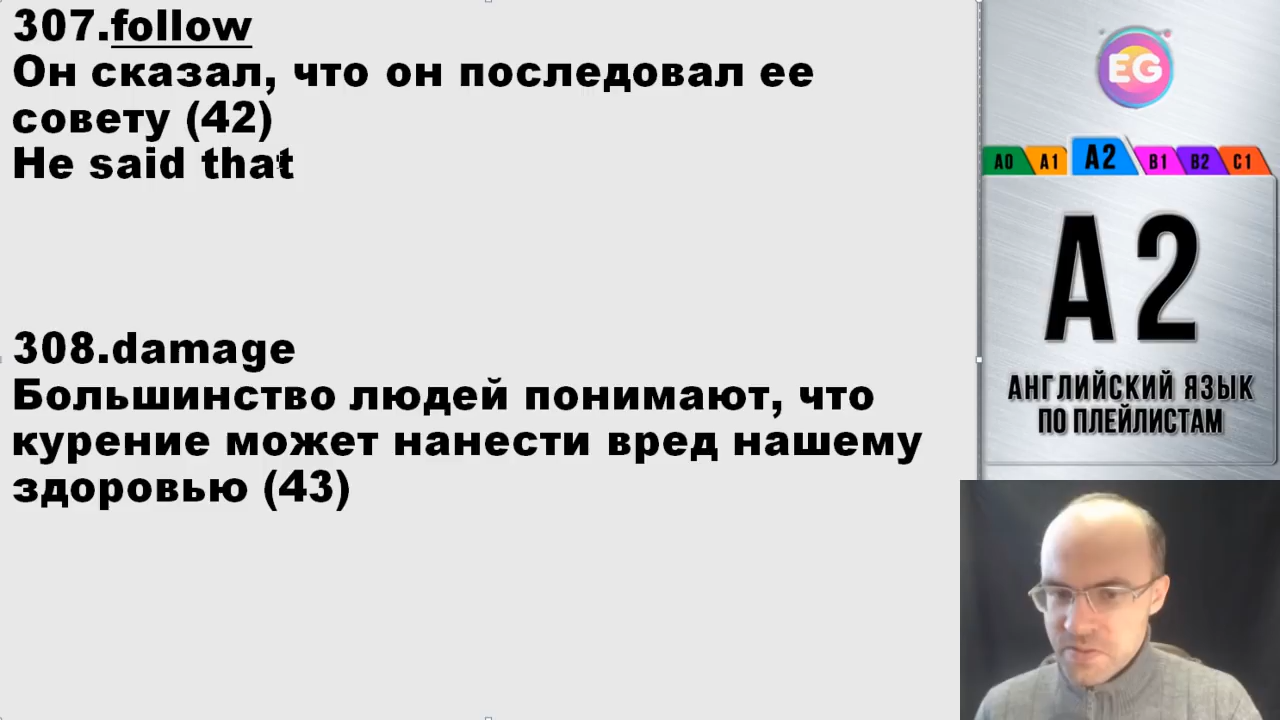 307.follow
Он сказал, что он последовал ее
совету (42)
He said that
308.damage
Большинство людей понимают, что
курение может нанести вред нашему
здоровью (43)
EG
A0 A1 A2 B1 B2 C1
A2
АНГЛИЙСКИЙ ЯЗЫК
ПО ПЛЕЙЛИСТАМ